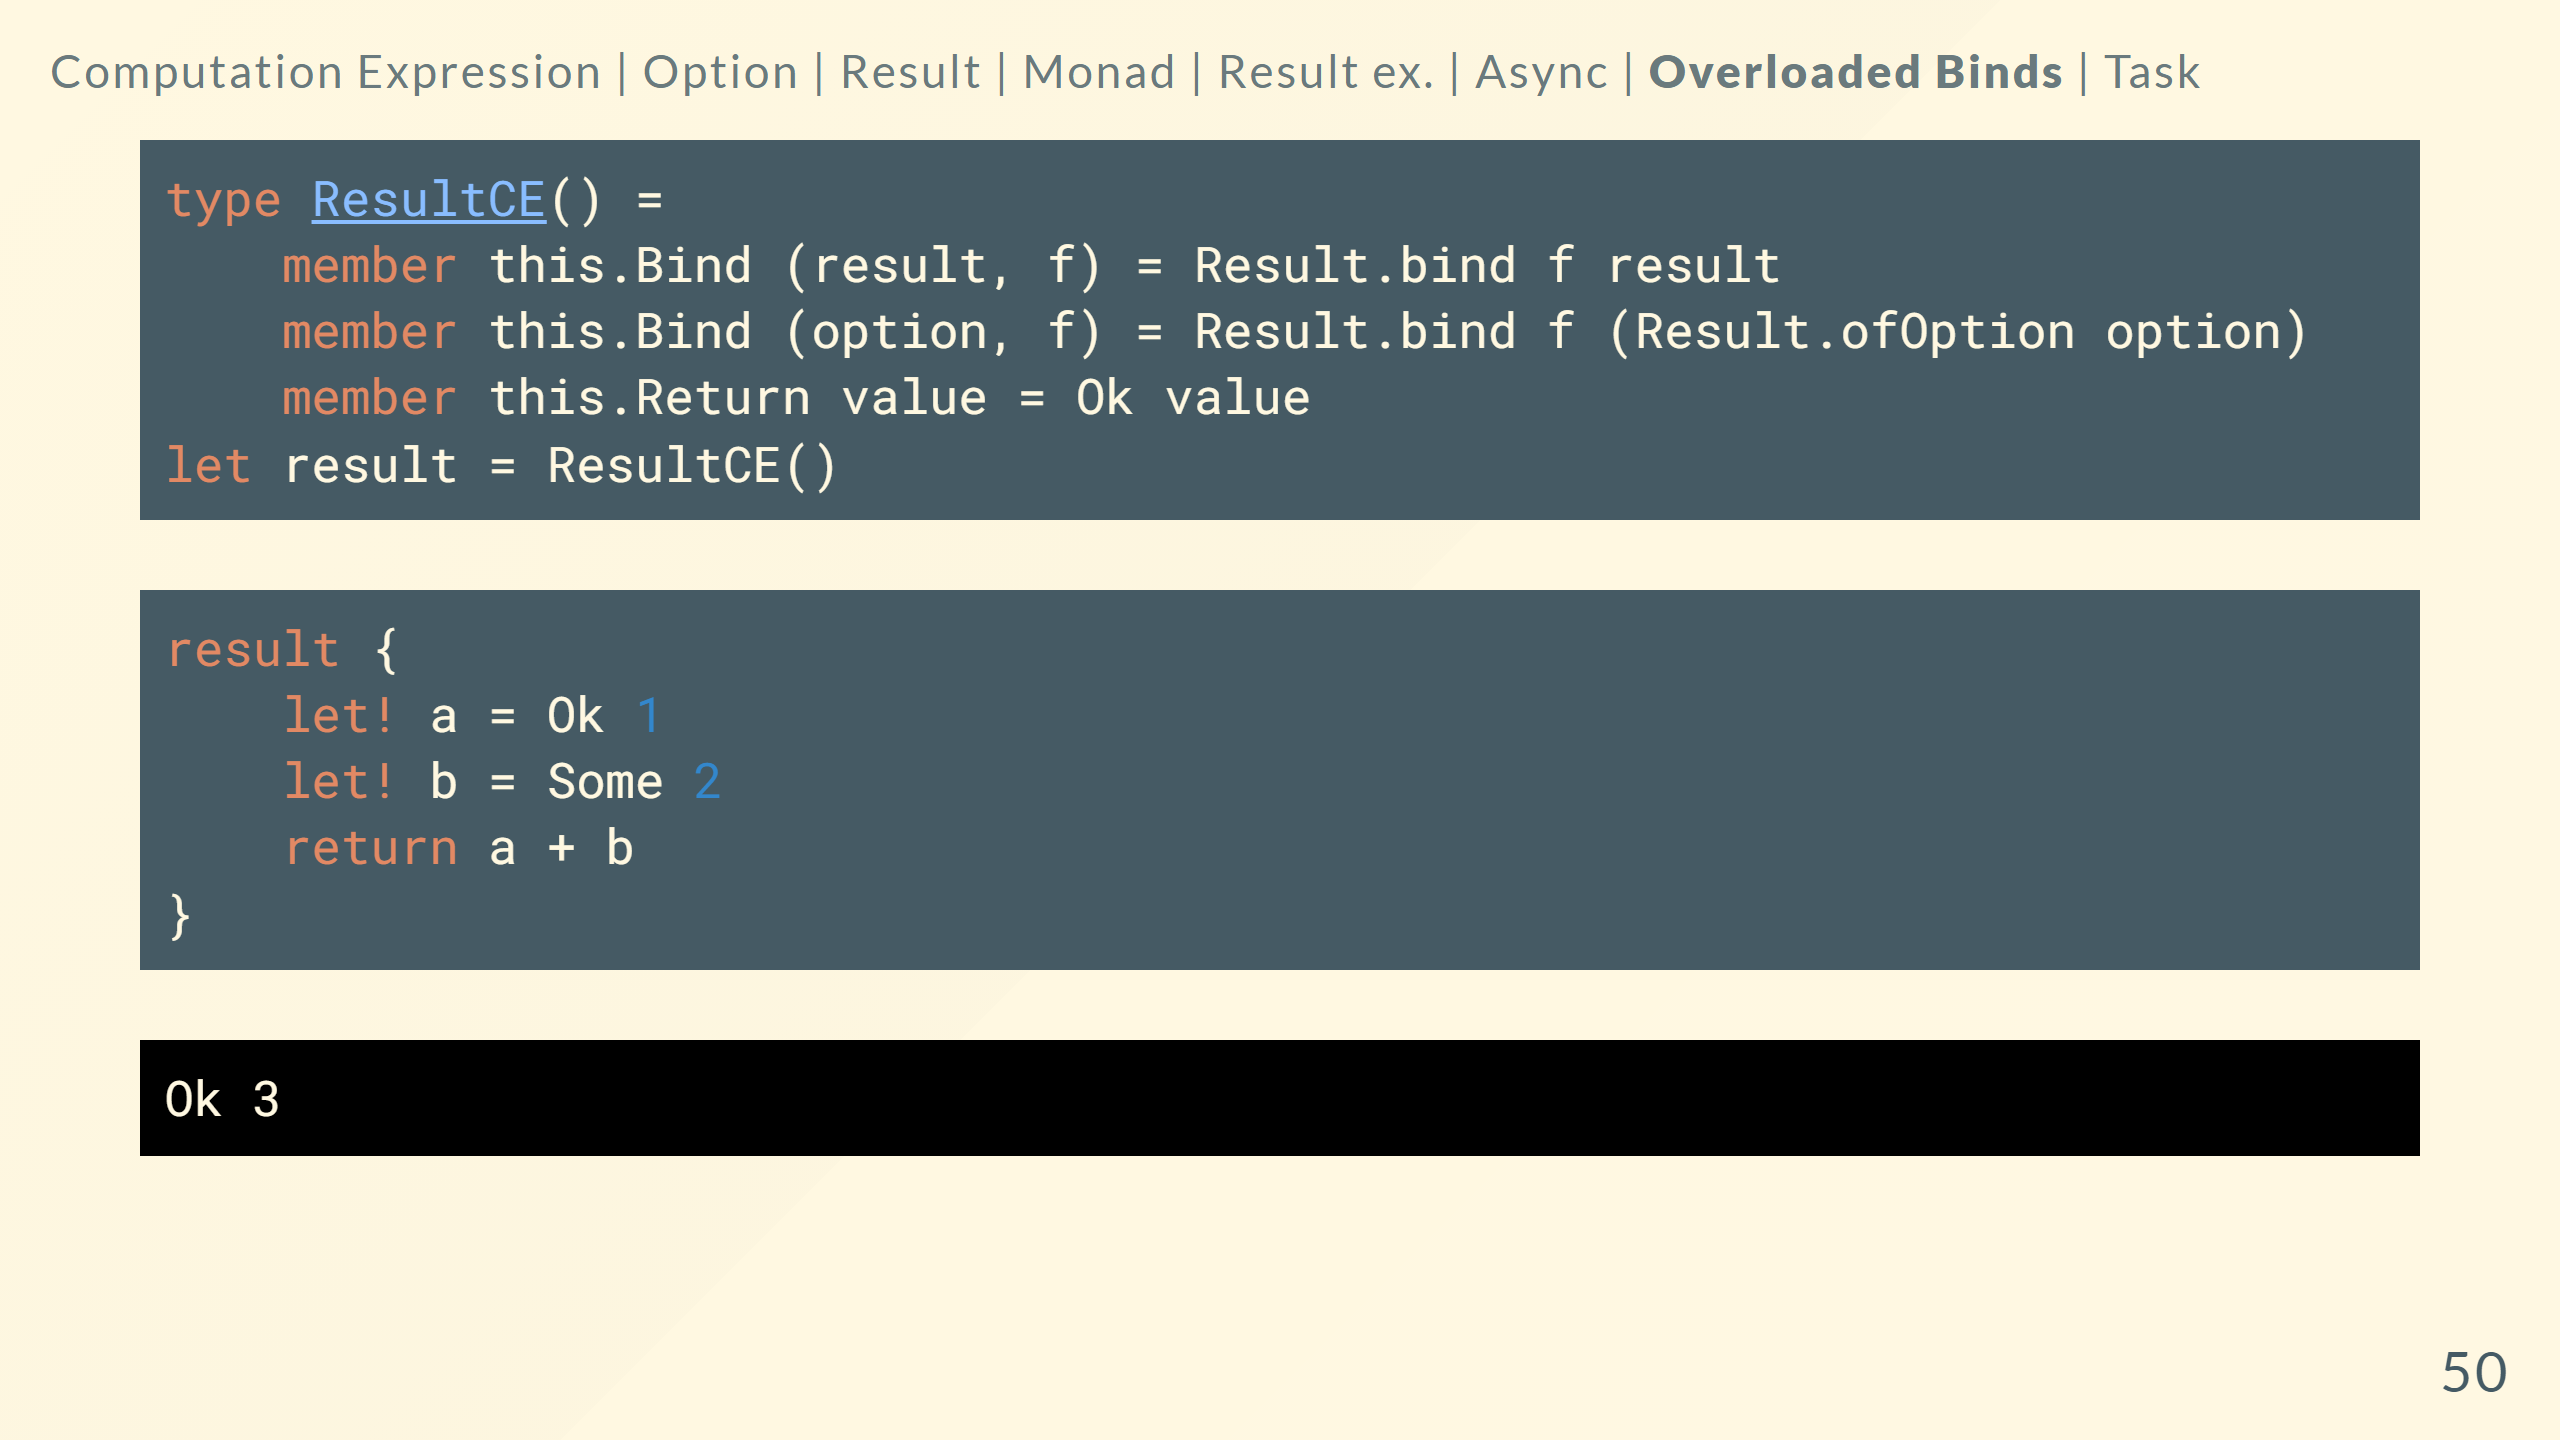 Computation Expression | Option | Result | Monad | Result ex. | Async | Overloaded Binds | Task
type ResultCE() =
    member this.Bind (result, f) = Result.bind f result
    member this.Bind (option, f) = Result.bind f (Result.ofOption option)
    member this.Return value = Ok value
let result = ResultCE()
result {
    let! a = Ok 1
    let! b = Some 2
    return a + b
}
Ok 3
50